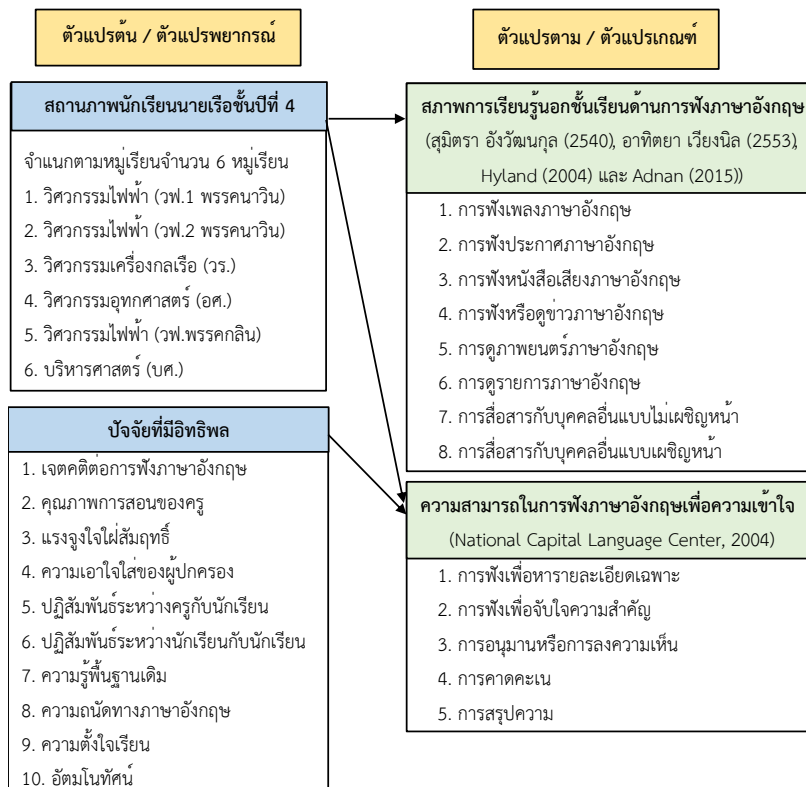 ตัวแปรต้น / ตัวแปรพยากรณ์
สถานภาพนักเรียนนายเรือชั้นปีที่ 4
จำแนกตามหมู่เรียนจำนวน 6 หมู่เรียน
1. วิศวกรรมไฟฟ้า (วฟ.1 พรรคนาวิน)
2. วิศวกรรมไฟฟ้า (วฟ.2 พรรคนาวิน)
3. วิศวกรรมเครื่องกลเรือ (วร.)
4. วิศวกรรมอุทกศาสตร์ (อศ.)
5. วิศวกรรมไฟฟ้า (วฟ.พรรคกลิน)
6. บริหารศาสตร์ (บศ.)
ปัจจัยที่มีอิทธิพล
1. เจตคติต่อการฟังภาษาอังกฤษ
2. คุณภาพการสอนของครู
3. แรงจูงใจใฝ่สัมฤทธิ์
4. ความเอาใจใส่ของผู้ปกครอง
5. ปฏิสัมพันธ์ระหว่างครูกับนักเรียน
6. ปฏิสัมพันธ์ระหว่างนักเรียนกับนักเรียน
7. ความรู้พื้นฐานเดิม
8. ความถนัดทางภาษาอังกฤษ
9. ความตั้งใจเรียน
10. อัตมโนทัศน์
ตัวแปรตาม / ตัวแปรเกณฑ์
สภาพการเรียนรู้นอกชั้นเรียนด้านการฟังภาษาอังกฤษ
(สุมิตรา อังวัฒนกุล (2540), อาทิตยา เวียงนิล (2553),
Hyland (2004) และ Adnan (2015))
1. การฟังเพลงภาษาอังกฤษ
2. การฟังประกาศภาษาอังกฤษ
3. การฟังหนังสือเสียงภาษาอังกฤษ
4. การฟังหรือดูข่าวภาษาอังกฤษ
5. การดูภาพยนตร์ภาษาอังกฤษ
6. การดูรายการภาษาอังกฤษ
7. การสื่อสารกับบุคคลอื่นแบบไม่เผชิญหน้า
8. การสื่อสารกับบุคคลอื่นแบบเผชิญหน้า
ความสามารถในการฟังภาษาอังกฤษเพื่อความเข้าใจ
(National Capital Language Center, 2004)
1. การฟังเพื่อหารายละเอียดเฉพาะ
2. การฟังเพื่อจับใจความสำคัญ
3. การอนุมานหรือการลงความเห็น
4. การคาดคะเน
5. การสรุปความ